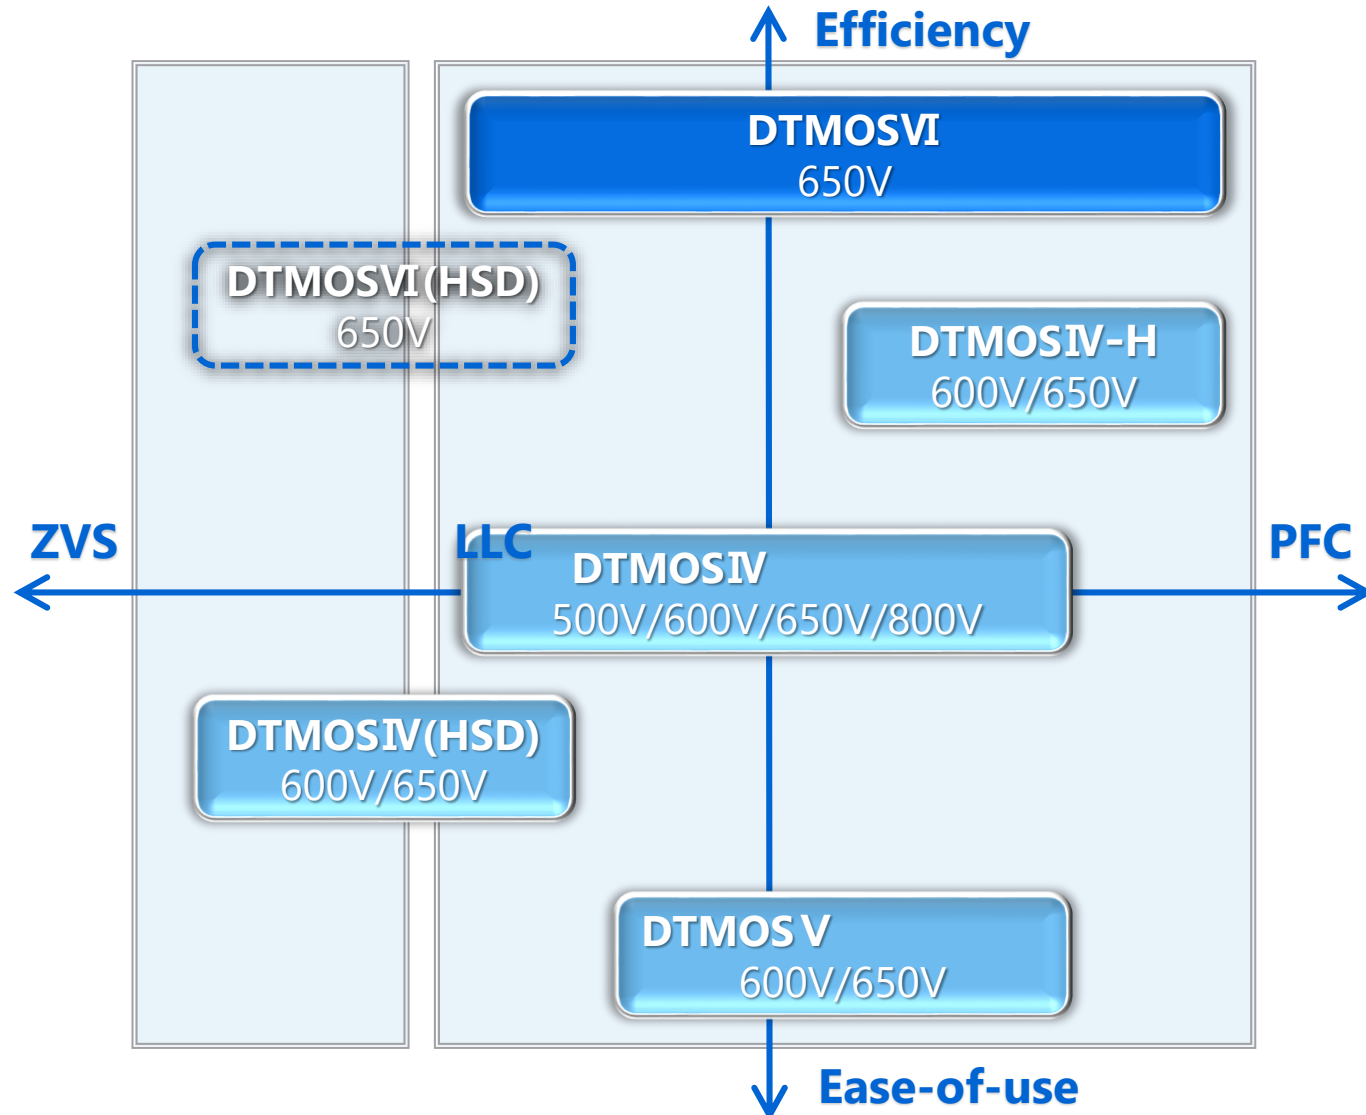 Efficiency
DTMOSⅥ
650V
DTMOSⅥ(HSD)
650V
DTMOSⅣ-H
600V/650V
ZVS
LLC
PFC
DTMOSⅣ
500V/600V/650V/800V
DTMOSⅣ(HSD)
600V/650V
DTMOSⅤ
600V/650V
Ease-of-use